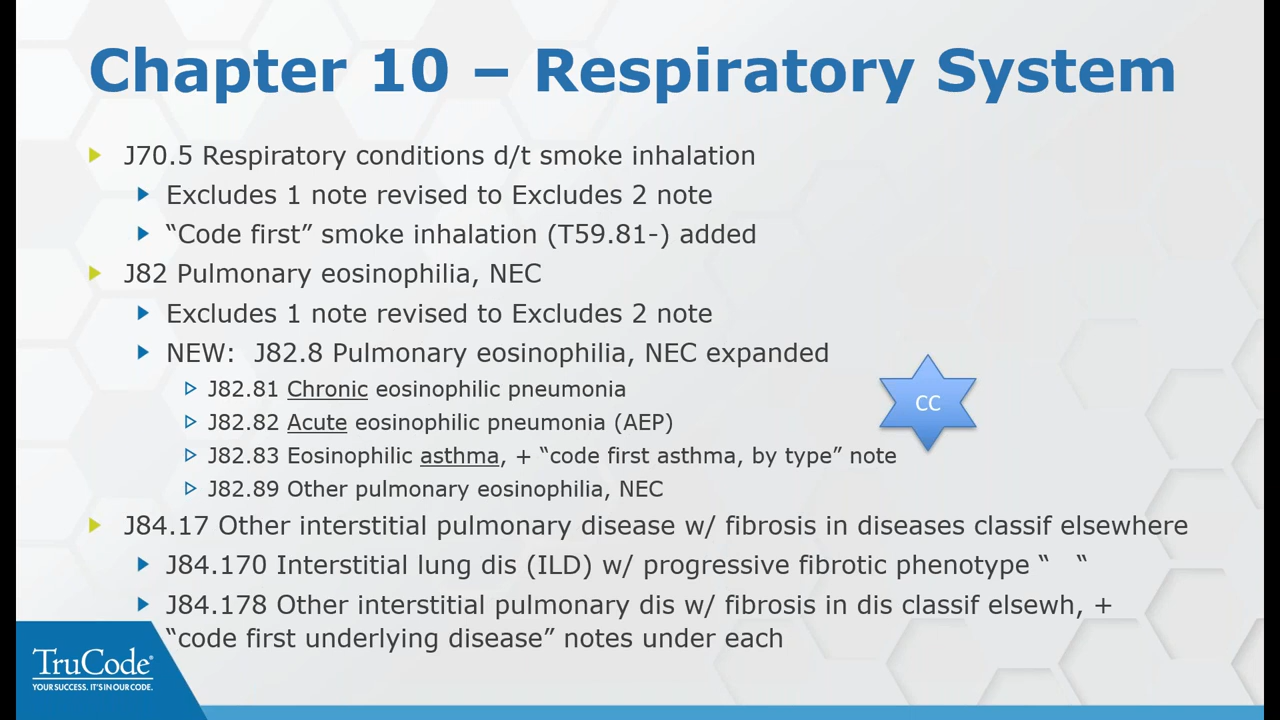 Chapter 10 – Respiratory System
J70.5 Respiratory conditions d/t smoke inhalation
Excludes 1 note revised to Excludes 2 note
“Code first” smoke inhalation (T59.81-) added
J82 Pulmonary eosinophilia, NEC
Excludes 1 note revised to Excludes 2 note
NEW:  J82.8 Pulmonary eosinophilia, NEC expanded
J82.81 Chronic eosinophilic pneumonia
CC
J82.82 Acute eosinophilic pneumonia (AEP)
J82.83 Eosinophilic asthma, + “code first asthma, by type” note
J82.89 Other pulmonary eosinophilia, NEC
J84.17 Other interstitial pulmonary disease w/ fibrosis in diseases classif elsewhere
J84.170 Interstitial lung dis (ILD) w/ progressive fibrotic phenotype “   “
J84.178 Other interstitial pulmonary dis w/ fibrosis in dis classif elsewh, +
“code first underlying disease” notes under each
TruCode®
YOUR SUCCESS. IT'S IN OUR CODE.